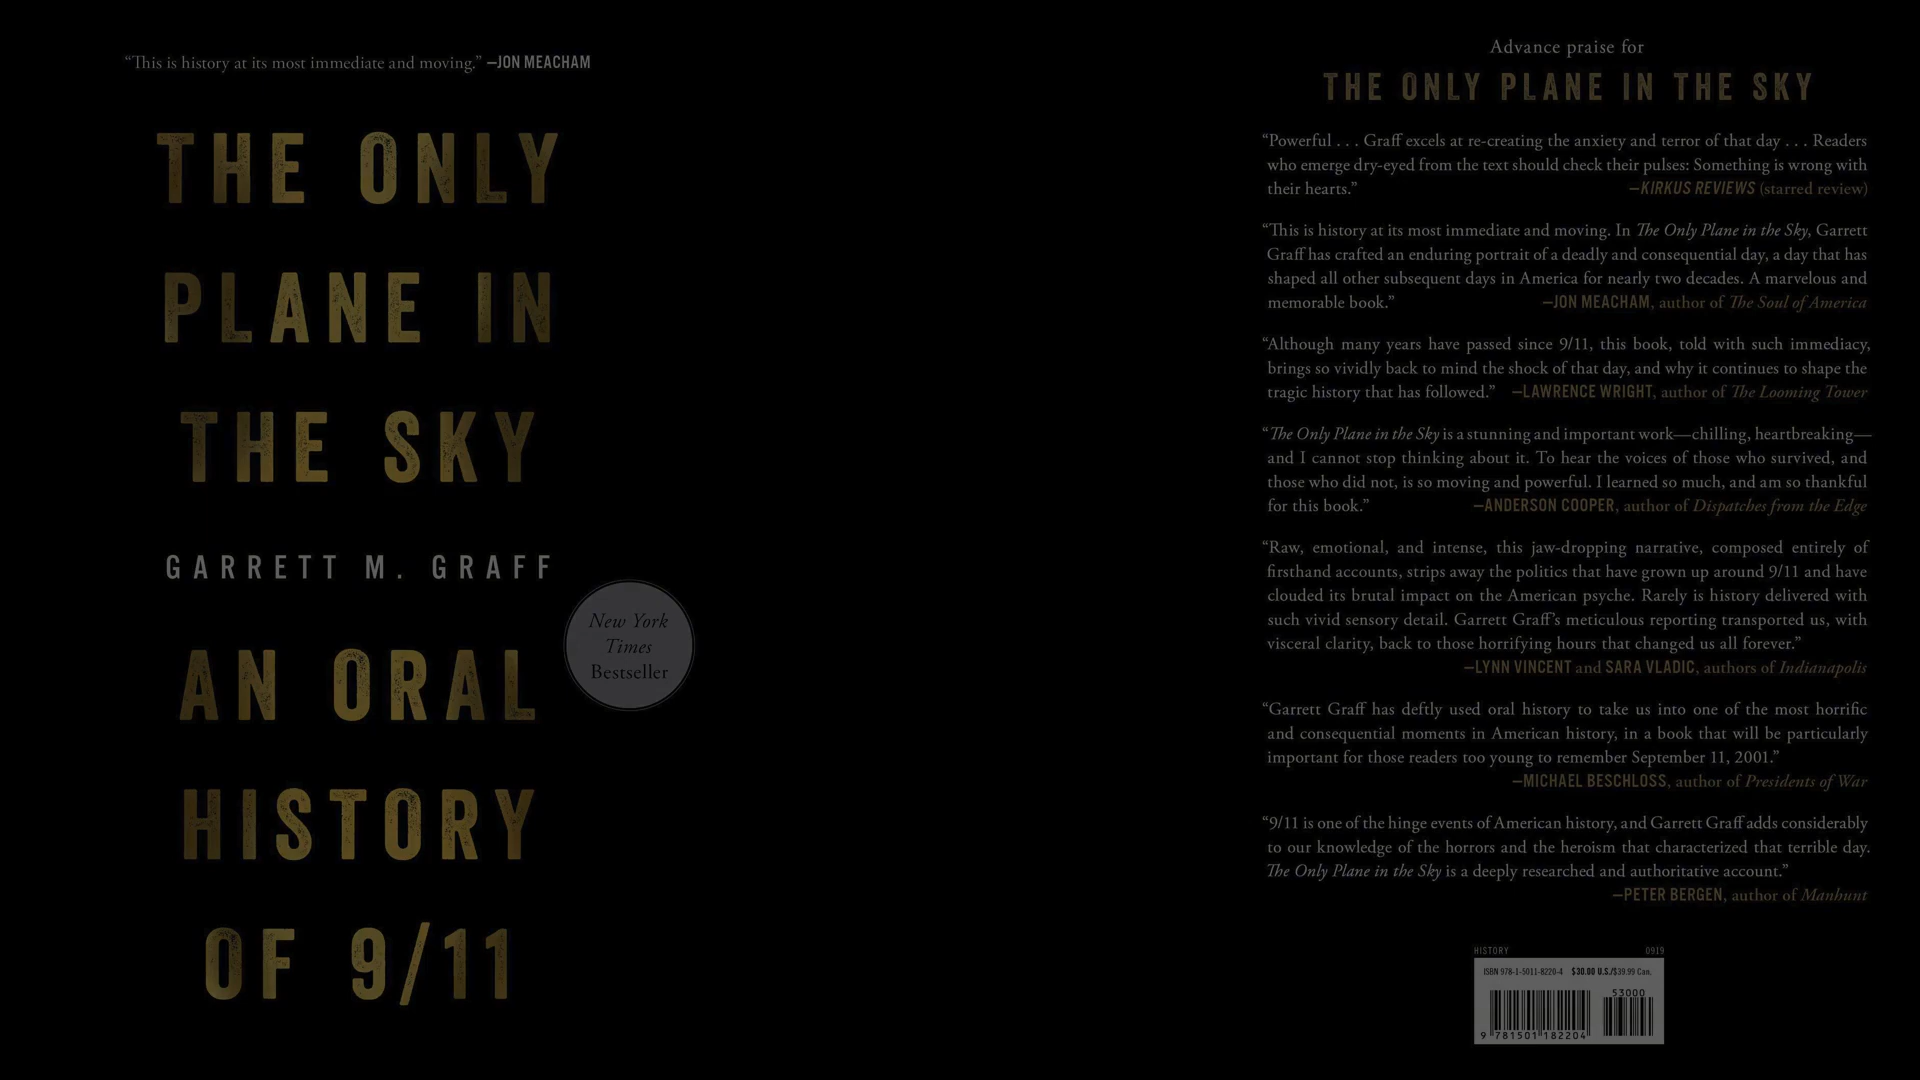 “This is history at its most immediate and moving.” —JON MEACHAM
THE ONLY
PLANE IN
THE SKY
GARRETT M. GRAFF
New York
Times
Bestseller
AN ORAL
HISTORY
OF 9/11
Advance praise for
THE ONLY PLANE IN THE SKY
“Powerful . . . Graff excels at re-creating the anxiety and terror of that day . . . Readers
who emerge dry-eyed from the text should check their pulses: Something is wrong with
their hearts.” —KIRKUS REVIEWS (starred review)
“This is history at its most immediate and moving. In The Only Plane in the Sky, Garrett
Graff has crafted an enduring portrait of a deadly and consequential day, a day that has
shaped all other subsequent days in America for nearly two decades. A marvelous and
memorable book.” —JON MEACHAM, author of The Soul of America
“Although many years have passed since 9/11, this book, told with such immediacy,
brings so vividly back to mind the shock of that day, and why it continues to shape the
tragic history that has followed.” —LAWRENCE WRIGHT, author of The Looming Tower
“The Only Plane in the Sky is a stunning and important work—chilling, heartbreaking—
and I cannot stop thinking about it. To hear the voices of those who survived, and
those who did not, is so moving and powerful. I learned so much, and am so thankful
for this book.” —ANDERSON COOPER, author of Dispatches from the Edge
“Raw, emotional, and intense, this jaw-dropping narrative, composed entirely of
firsthand accounts, strips away the politics that have grown up around 9/11 and have
clouded its brutal impact on the American psyche. Rarely is history delivered with
such vivid sensory detail. Garrett Graff’s meticulous reporting transported us, with
visceral clarity, back to those horrifying hours that changed us all forever.”
—LYNN VINCENT and SARA VLADIC, authors of Indianapolis
“Garrett Graff has deftly used oral history to take us into one of the most horrific
and consequential moments in American history, in a book that will be particularly
important for those readers too young to remember September 11, 2001.”
—MICHAEL BESCHLOSS, author of Presidents of War
“9/11 is one of the hinge events of American history, and Garrett Graff adds considerably
to our knowledge of the horrors and the heroism that characterized that terrible day.
The Only Plane in the Sky is a deeply researched and authoritative account.”
—PETER BERGEN, author of Manhunt
HISTORY 0919
ISBN 978-1-5011-8220-4 $30.00 U.S./$39.99 Can.
53000
9 781501 182204